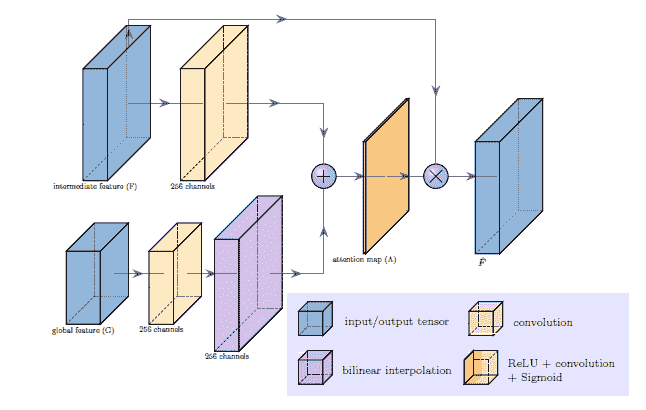 intermediate feature (F)
256 channels
global feature (G)
256 channels
256 channels
attention map (A)
F̂
input/output tensor
convolution
bilinear interpolation
ReLU + convolution
+ Sigmoid